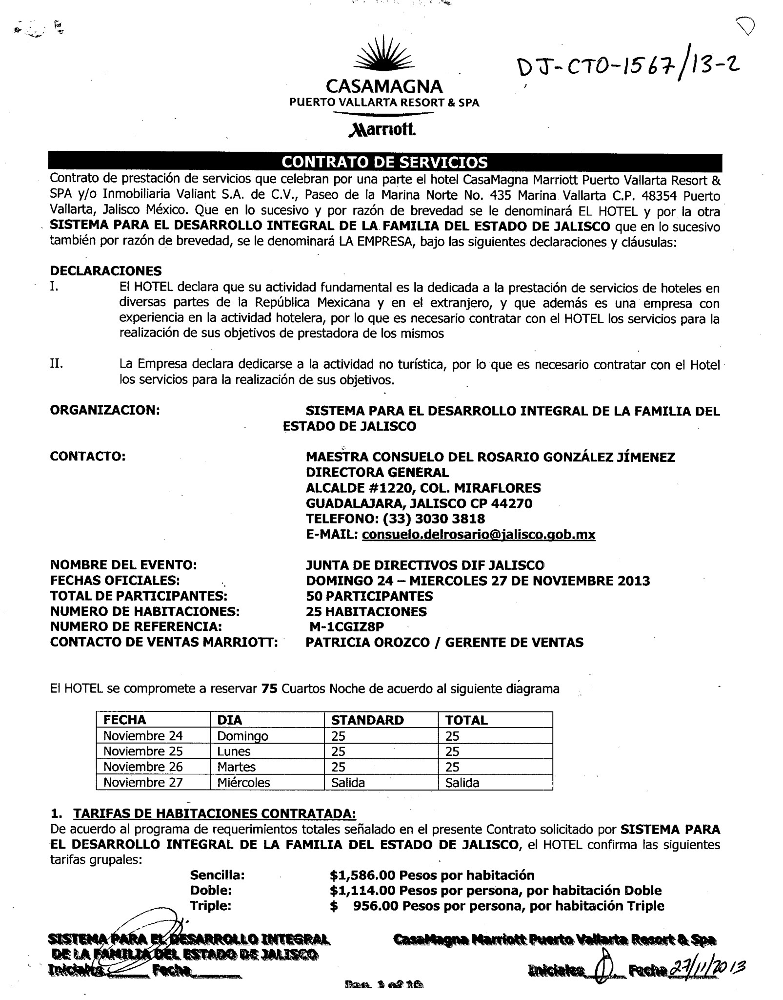 D
DJ-CTO-1567/13-2
CASAMAGNA
PUERTO VALLARTA RESORT & SPA
Marriott
CONTRATO DE SERVICIOS
Contrato de prestación de servicios que celebran por una parte el hotel CasaMagna Marriott Puerto Vallarta Resort &
SPA y/o Inmobiliaria Valiant S.A. de C.V., Paseo de la Marina Norte No. 435 Marina Vallarta C.P. 48354 Puerto
Vallarta, Jalisco México. Que en lo sucesivo y por razón de brevedad se le denominará EL HOTEL y por la otra
SISTEMA PARA EL DESARROLLO INTEGRAL DE LA FAMILIA DEL ESTADO DE JALISCO que en lo sucesivo
también por razón de brevedad, se le denominará LA EMPRESA, bajo las siguientes declaraciones y cláusulas:
DECLARACIONES
I. El HOTEL declara que su actividad fundamental es la dedicada a la prestación de servicios de hoteles en
diversas partes de la República Mexicana y en el extranjero, y que además es una empresa con
experiencia en la actividad hotelera, por lo que es necesario contratar con el HOTEL los servicios para la
realización de sus objetivos de prestadora de los mismos
II. La Empresa declara dedicarse a la actividad no turística, por lo que es necesario contratar con el Hotel
los servicios para la realización de sus objetivos.
ORGANIZACION: SISTEMA PARA EL DESARROLLO INTEGRAL DE LA FAMILIA DEL
ESTADO DE JALISCO
CONTACTO: MAESTRA CONSUELO DEL ROSARIO GONZÁLEZ JÍMENEZ
DIRECTORA GENERAL
ALCALDE #1220, COL. MIRAFLORES
GUADALAJARA, JALISCO CP 44270
TELEFONO: (33) 3030 3818
E-MAIL: consuelo.delrosario@jalisco.gob.mx
NOMBRE DEL EVENTO: JUNTA DE DIRECTIVOS DIF JALISCO
FECHAS OFICIALES: DOMINGO 24 – MIERCOLES 27 DE NOVIEMBRE 2013
TOTAL DE PARTICIPANTES: 50 PARTICIPANTES
NUMERO DE HABITACIONES: 25 HABITACIONES
NUMERO DE REFERENCIA: M-1CGIZ8P
CONTACTO DE VENTAS MARRIOTT: PATRICIA OROZCO / GERENTE DE VENTAS
El HOTEL se compromete a reservar 75 Cuartos Noche de acuerdo al siguiente diagrama
FECHA DIA STANDARD TOTAL
Noviembre 24 Domingo 25 25
Noviembre 25 Lunes 25 25
Noviembre 26 Martes 25 25
Noviembre 27 Miércoles Salida Salida
1. TARIFAS DE HABITACIONES CONTRATADA:
De acuerdo al programa de requerimientos totales señalado en el presente Contrato solicitado por SISTEMA PARA
EL DESARROLLO INTEGRAL DE LA FAMILIA DEL ESTADO DE JALISCO, el HOTEL confirma las siguientes
tarifas grupales:
Sencilla: $1,586.00 Pesos por habitación
Doble: $1,114.00 Pesos por persona, por habitación Doble
Triple: $ 956.00 Pesos por persona, por habitación Triple
SISTEMA PARA EL DESARROLLO INTEGRAL CasaMagna Marriott Puerto Vallarta Resort & Spa
DE LA FAMILIA DEL ESTADO DE JALISCO
Iniciales Fecha Iniciales Fecha 27/11/2013